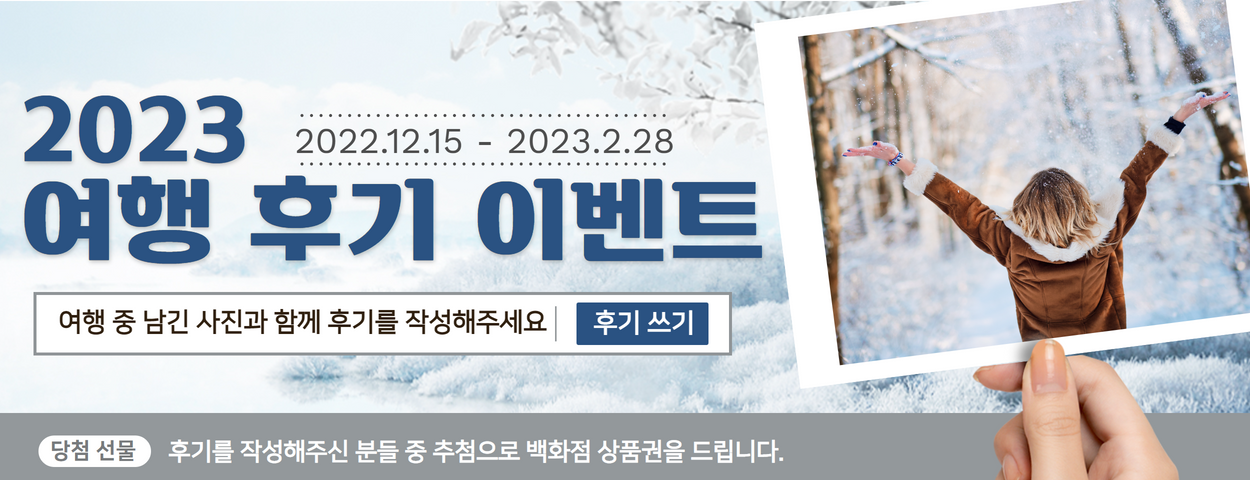 2023
2022.12.15 - 2023.2.28
여행 후기 이벤트
여행 중 남긴 사진과 함께 후기를 작성해주세요
후기 쓰기
당첨 선물
후기를 작성해주신 분들 중 추첨으로 백화점 상품권을 드립니다.